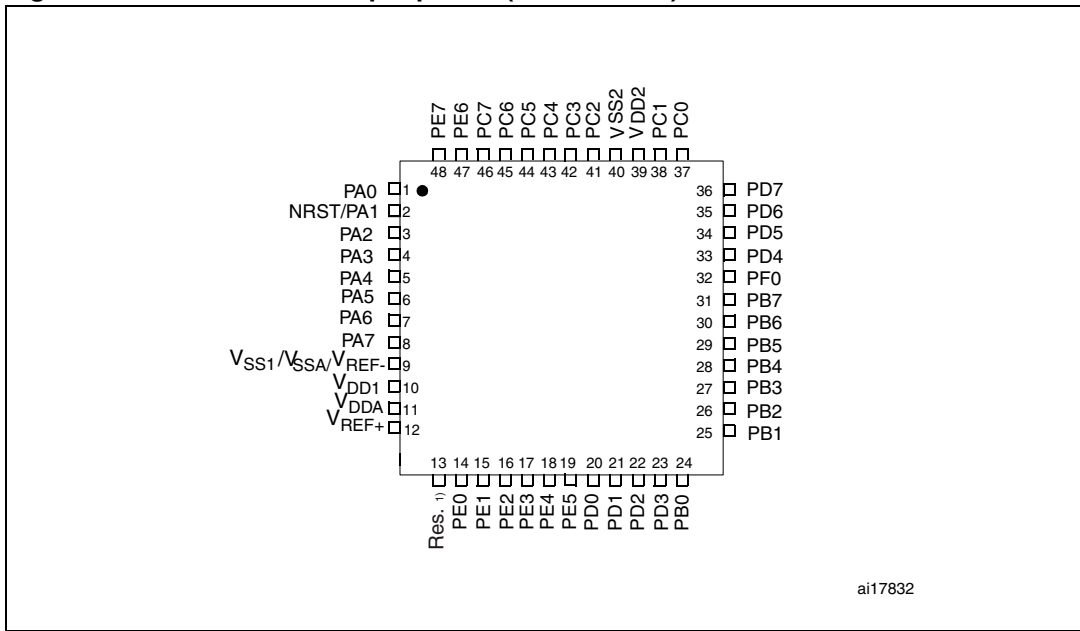 PE7 PE6 PC7 PC6 PC5 PC4 PC3 PC2 VSS2 VDD2 PC1 PC0
48 47 46 45 44 43 42 41 40 39 38 37
PA0 1 36 PD7
NRST/PA1 2 35 PD6
PA2 3 34 PD5
PA3 4 33 PD4
PA4 5 32 PF0
PA5 6 31 PB7
PA6 7 30 PB6
PA7 8 29 PB5
VSS1/VSSA/VREF- 9 28 PB4
VDD1 10 27 PB3
VDDA 11 26 PB2
VREF+ 12 25 PB1
13 14 15 16 17 18 19 20 21 22 23 24
Res. 1) PE0 PE1 PE2 PE3 PE4 PE5 PD0 PD1 PD2 PD3 PB0
ai17832